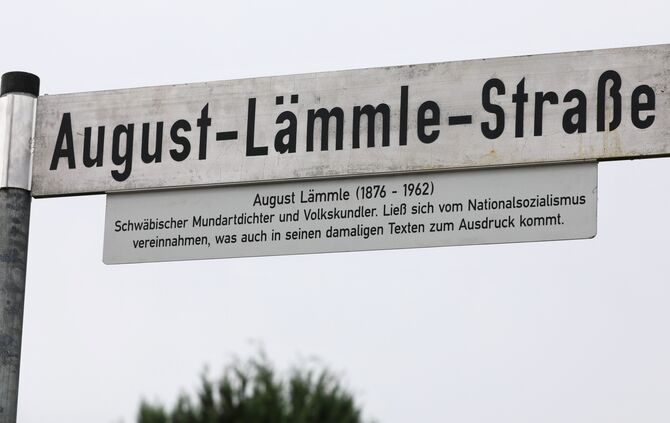 August-Lämmle-Straße
August Lämmle (1876 - 1962)
Schwäbischer Mundartdichter und Volkskundler. Ließ sich vom Nationalsozialismus
vereinnahmen, was auch in seinen damaligen Texten zum Ausdruck kommt.